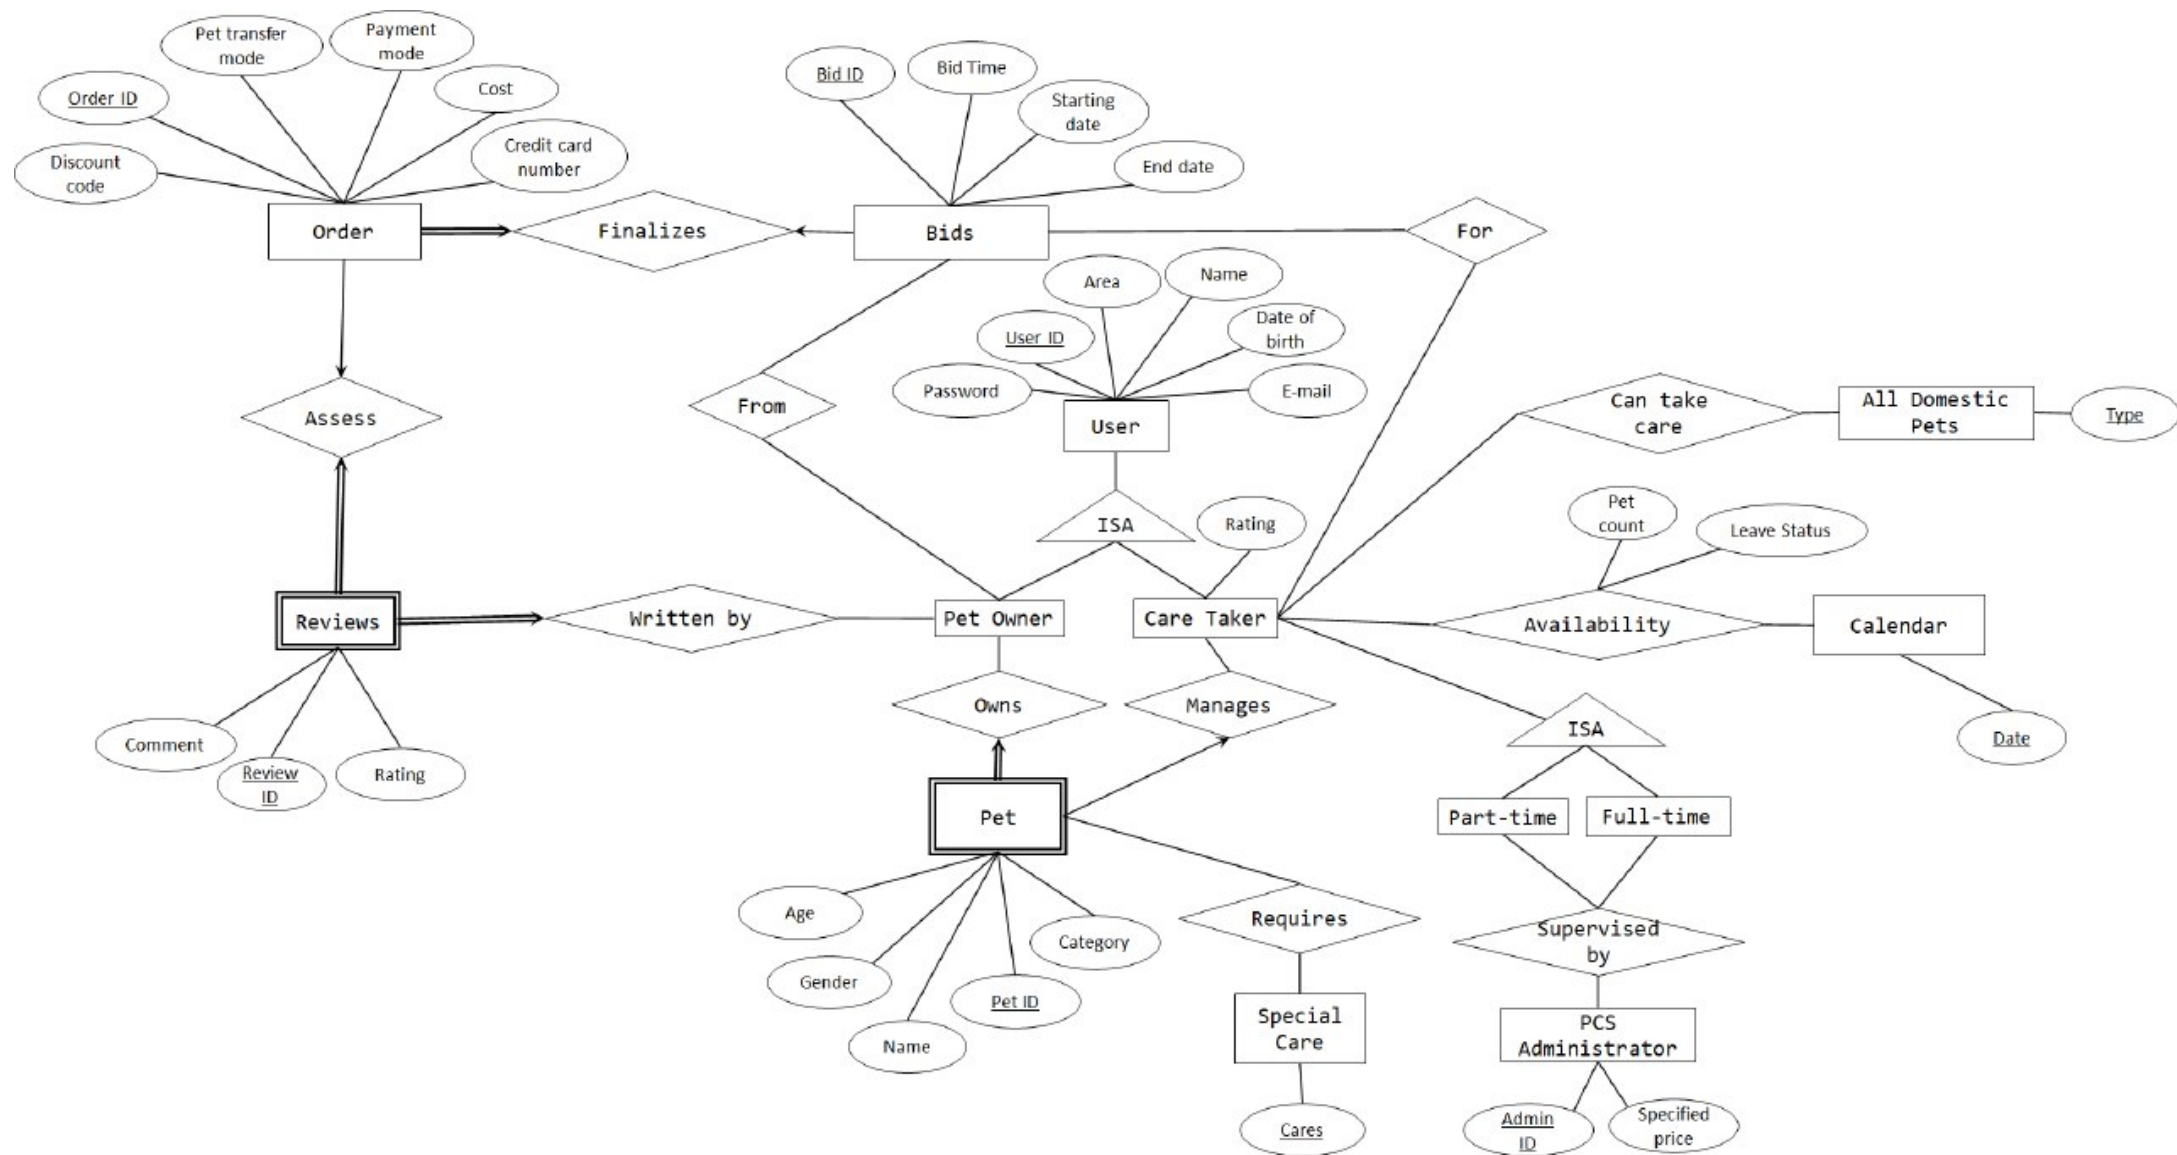 Pet transfer
mode
Payment
mode
Order ID
Cost
Discount
code
Credit card
number
Bid ID
Bid Time
Starting
date
End date
Order
Finalizes
Bids
For
Area
Name
User ID
Date of
birth
Password
E-mail
User
Assess
From
Can take
care
All Domestic
Pets
Type
ISA
Rating
Pet
count
Leave Status
Reviews
Written by
Pet Owner
Care Taker
Availability
Calendar
Owns
Manages
ISA
Date
Comment
Review
ID
Rating
Pet
Part-time
Full-time
Age
Gender
Name
Pet ID
Category
Requires
Supervised
by
Special
Care
PCS
Administrator
Cares
Admin
ID
Specified
price